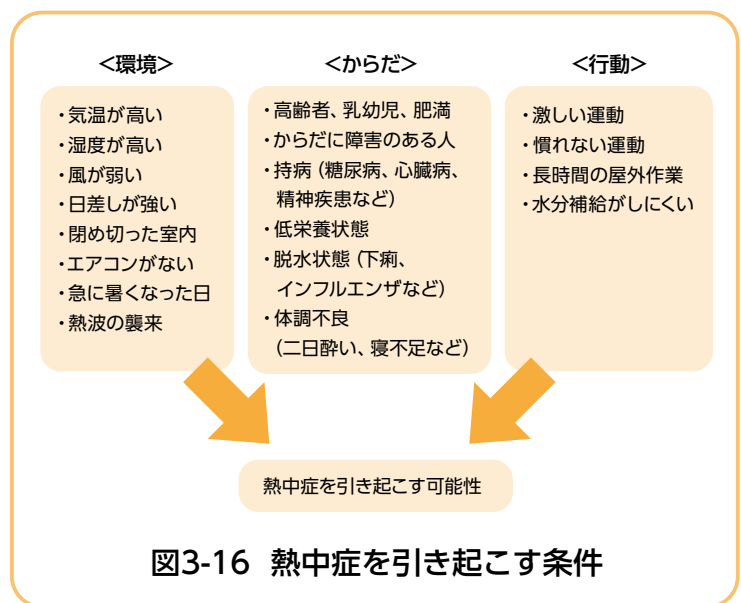 <環境>
・気温が高い
・湿度が高い
・風が弱い
・日差しが強い
・閉め切った室内
・エアコンがない
・急に暑くなった日
・熱波の襲来
<からだ>
・高齢者、乳幼児、肥満
・からだに障害のある人
・持病（糖尿病、心臓病、
精神疾患など）
・低栄養状態
・脱水状態（下痢、
インフルエンザなど）
・体調不良
（二日酔い、寝不足など）
<行動>
・激しい運動
・慣れない運動
・長時間の屋外作業
・水分補給がしにくい
熱中症を引き起こす可能性
図3-16 熱中症を引き起こす条件